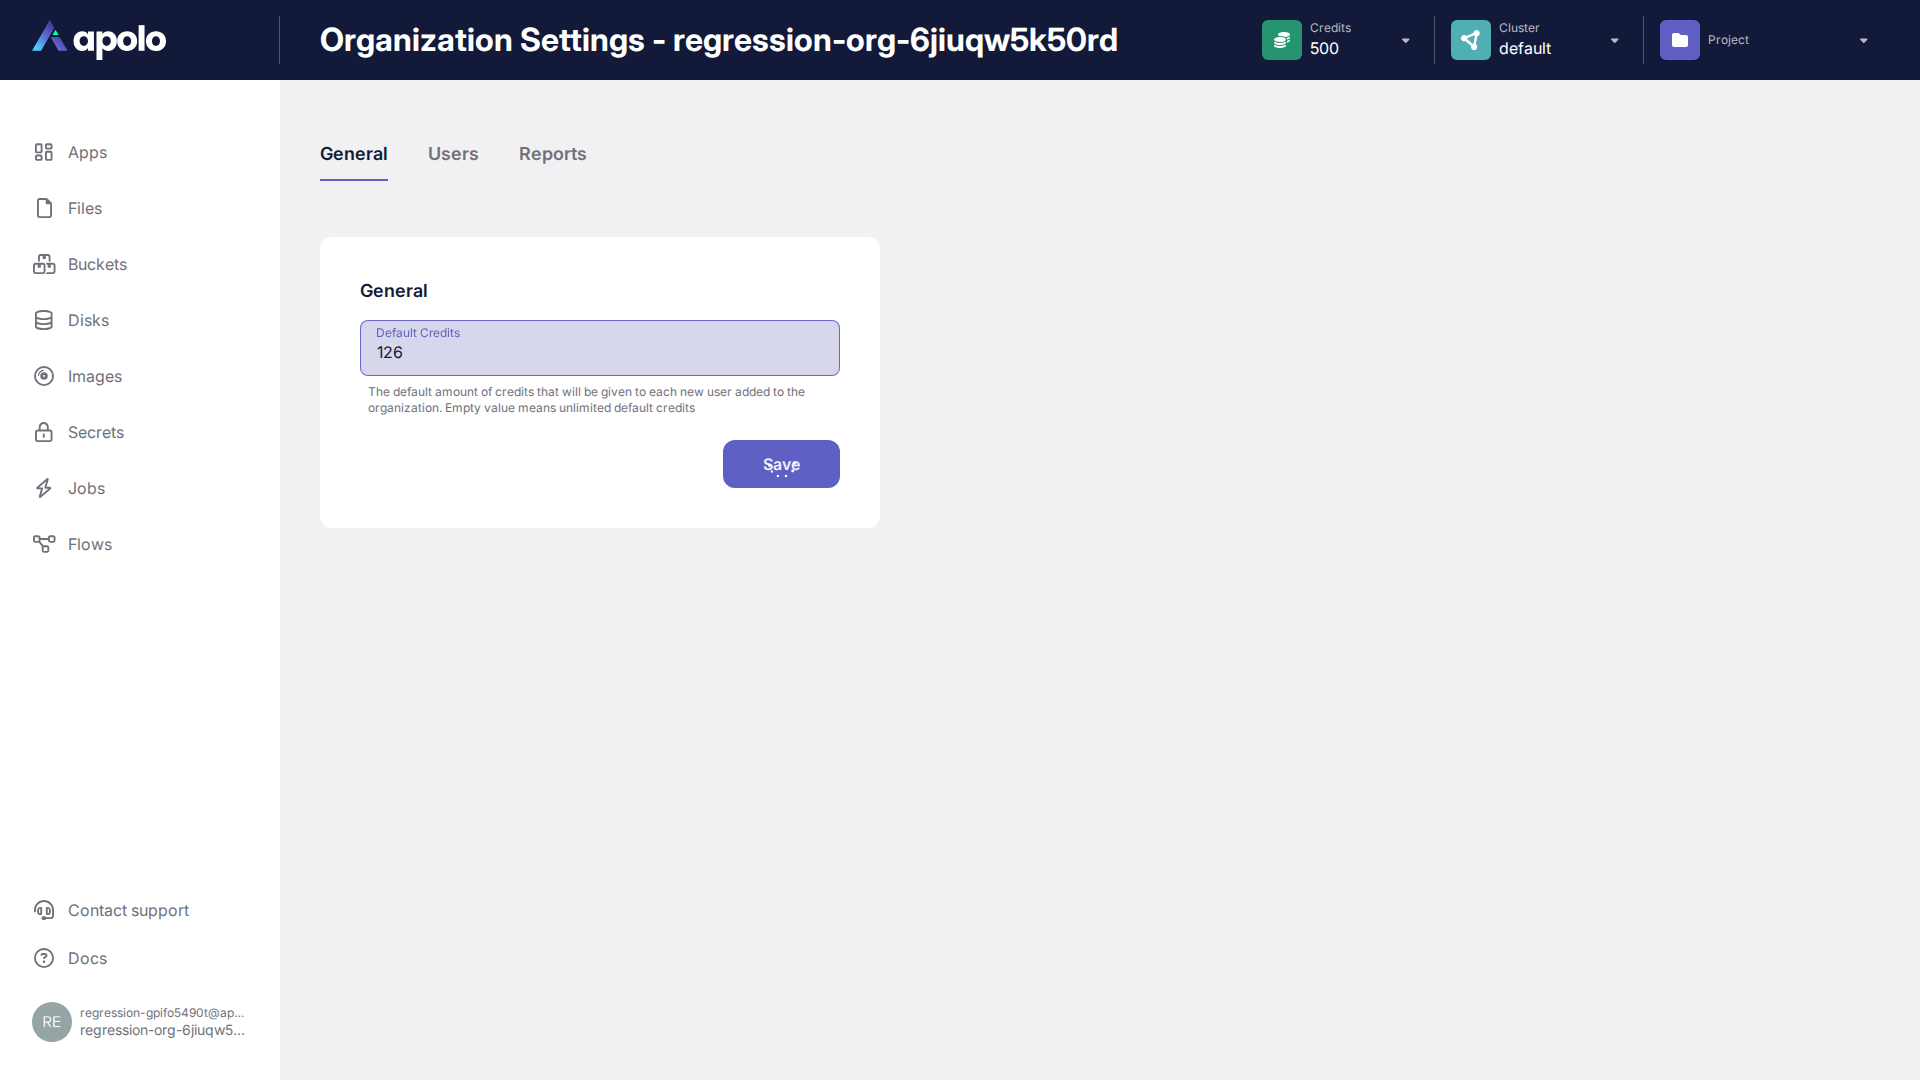 apolo
Organization Settings - regression-org-6jiuqw5k50rd
Credits
500
Cluster
default
Project
Apps
Files
Buckets
Disks
Images
Secrets
Jobs
Flows
General
Users
Reports
General
Default Credits
126
The default amount of credits that will be given to each new user added to the
organization. Empty value means unlimited default credits
Save
Contact support
Docs
RE
regression-gpifo5490t@ap...
regression-org-6jiuqw5...